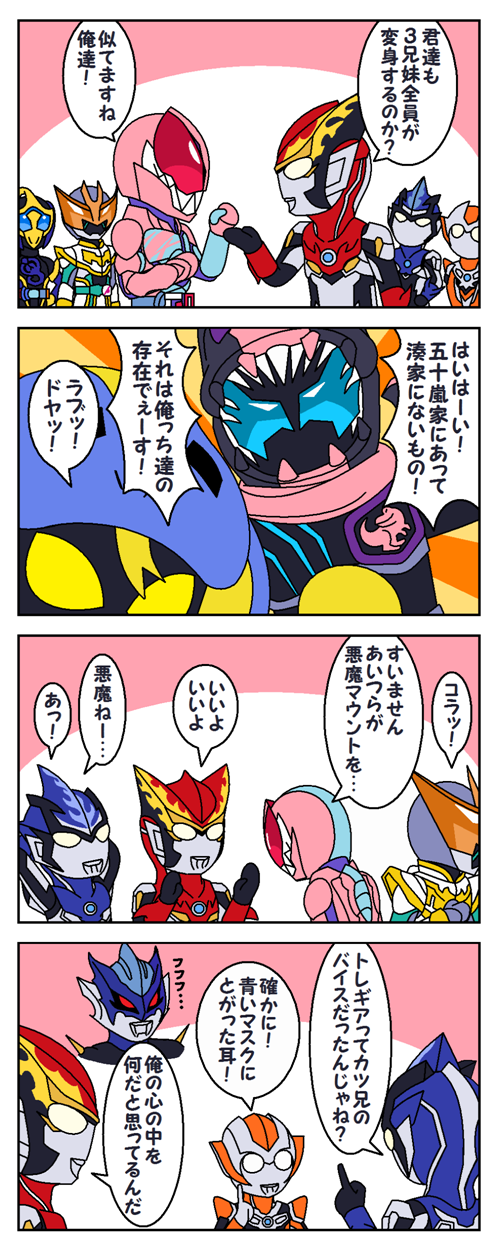 君達も
３兄妹全員が
変身するのか？
似てますね
俺達！
はいはーい！
五十嵐家にあって
湊家にないもの！
それは俺っち達の
存在でぇーす！
ラブッ！
ドヤッ！
コラッ！
すいません
あいつらが
悪魔マウントを…
いいよ
いいよ
悪魔ねー…
あっ！
トレギアってカツ兄の
バイスだったんじゃね？
確かに！
青いマスクに
とがった耳！
フフフ…
俺の心の中を
何だと思ってるんだ